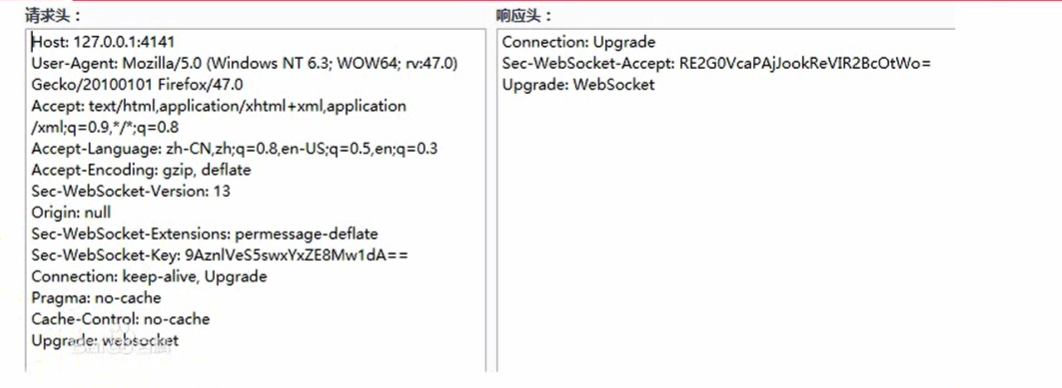 请求头：
Host: 127.0.0.1:4141
User-Agent: Mozilla/5.0 (Windows NT 6.3; WOW64; rv:47.0)
Gecko/20100101 Firefox/47.0
Accept: text/html,application/xhtml+xml,application
/xml;q=0.9,*/*;q=0.8
Accept-Language: zh-CN,zh;q=0.8,en-US;q=0.5,en;q=0.3
Accept-Encoding: gzip, deflate
Sec-WebSocket-Version: 13
Origin: null
Sec-WebSocket-Extensions: permessage-deflate
Sec-WebSocket-Key: 9AznlVeS5swxYxZE8Mw1dA==
Connection: keep-alive, Upgrade
Pragma: no-cache
Cache-Control: no-cache
Upgrade: websocket
响应头：
Connection: Upgrade
Sec-WebSocket-Accept: RE2G0VcaPAjJookReVIR2BcOtWo=
Upgrade: WebSocket